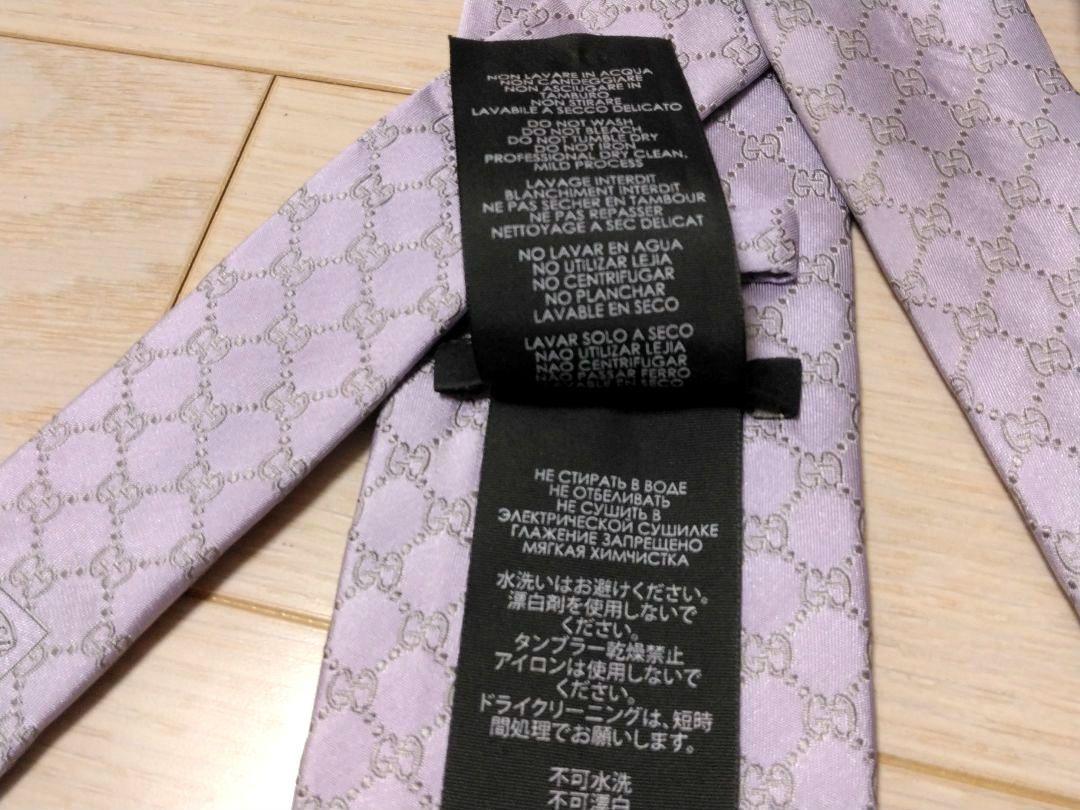 NON LAVARE IN ACQUA
NON CANDEGGIARE
NON ASCIUGARE IN
TAMBURO
NON STIRARE
LAVABILE A SECCO DELICATO
DO NOT WASH
DO NOT BLEACH
DO NOT TUMBLE DRY
DO NOT IRON
PROFESSIONAL DRY CLEAN,
MILD PROCESS
LAVAGE INTERDIT
BLANCHIMENT INTERDIT
NE PAS SECHER EN TAMBOUR
NE PAS REPASSER
NETTOYAGE A SEC DELICAT
NO LAVAR EN AGUA
NO UTILIZAR LEJIA
NO CENTRIFUGAR
NO PLANCHAR
LAVABLE EN SECO
LAVAR SOLO A SECO
NAO UTILIZAR LEJIA
NAO CENTRIFUGAR
NAO PASSAR FERRO
EN SECO
НЕ СТИРАТЬ В ВОДЕ
НЕ ОТБЕЛИВАТЬ
НЕ СУШИТЬ В
ЭЛЕКТРИЧЕСКОЙ СУШИЛКЕ
ГЛАЖЕНИЕ ЗАПРЕЩЕНО
МЯГКАЯ ХИМЧИСТКА
水洗いはお避けください。
漂白剤を使用しないで
ください。
タンブラー乾燥禁止
アイロンは使用しないで
ください。
ドライクリーニングは、短時
間処理でお願いします。
不可水洗
不可漂白